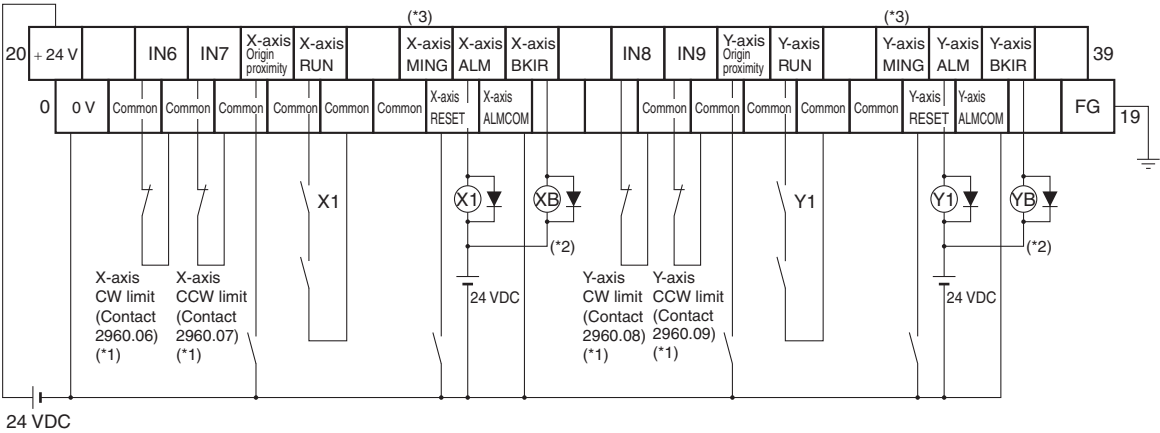 (*3) (*3)
20 +24 V IN6 IN7 X-axis Origin proximity X-axis RUN X-axis MING X-axis ALM X-axis BKIR IN8 IN9 Y-axis Origin proximity Y-axis RUN Y-axis MING Y-axis ALM Y-axis BKIR 39
0 0 V Common Common Common Common Common Common X-axis RESET X-axis ALMCOM Common Common Common Common Common Y-axis RESET Y-axis ALMCOM FG 19
X1 X1 XB Y1 Y1 YB
(*2) (*2)
X-axis
CW limit
(Contact
2960.06)
(*1)
X-axis
CCW limit
(Contact
2960.07)
(*1)
24 VDC
Y-axis
CW limit
(Contact
2960.08)
(*1)
Y-axis
CCW limit
(Contact
2960.09)
(*1)
24 VDC
24 VDC